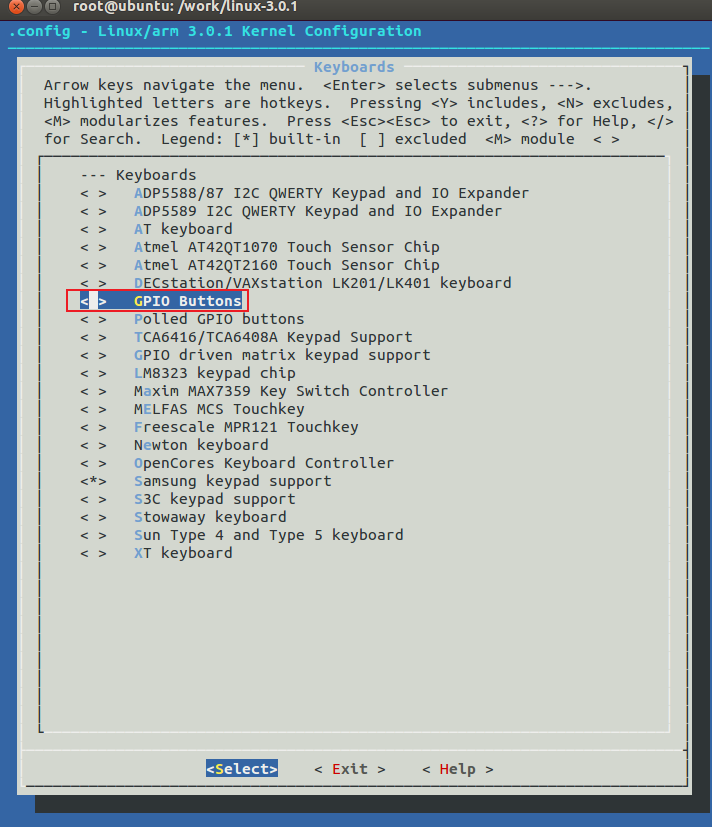 root@ubuntu: /work/linux-3.0.1
.config - Linux/arm 3.0.1 Kernel Configuration
Keyboards
Arrow keys navigate the menu.  <Enter> selects submenus --->.
Highlighted letters are hotkeys.  Pressing <Y> includes, <N> excludes,
<M> modularizes features.  Press <Esc><Esc> to exit, <?> for Help, </>
for Search.  Legend: [*] built-in  [ ] excluded  <M> module  < >
--- Keyboards
< >   ADP5588/87 I2C QWERTY Keypad and IO Expander
< >   ADP5589 I2C QWERTY Keypad and IO Expander
< >   AT keyboard
< >   Atmel AT42QT1070 Touch Sensor Chip
< >   Atmel AT42QT2160 Touch Sensor Chip
< >   DECstation/VAXstation LK201/LK401 keyboard
< >   GPIO Buttons
< >   Polled GPIO buttons
< >   TCA6416/TCA6408A Keypad Support
< >   GPIO driven matrix keypad support
< >   LM8323 keypad chip
< >   Maxim MAX7359 Key Switch Controller
< >   MELFAS MCS Touchkey
< >   Freescale MPR121 Touchkey
< >   Newton keyboard
< >   OpenCores Keyboard Controller
<*>   Samsung keypad support
< >   S3C keypad support
< >   Stowaway keyboard
< >   Sun Type 4 and Type 5 keyboard
< >   XT keyboard
<Select>    < Exit >    < Help >